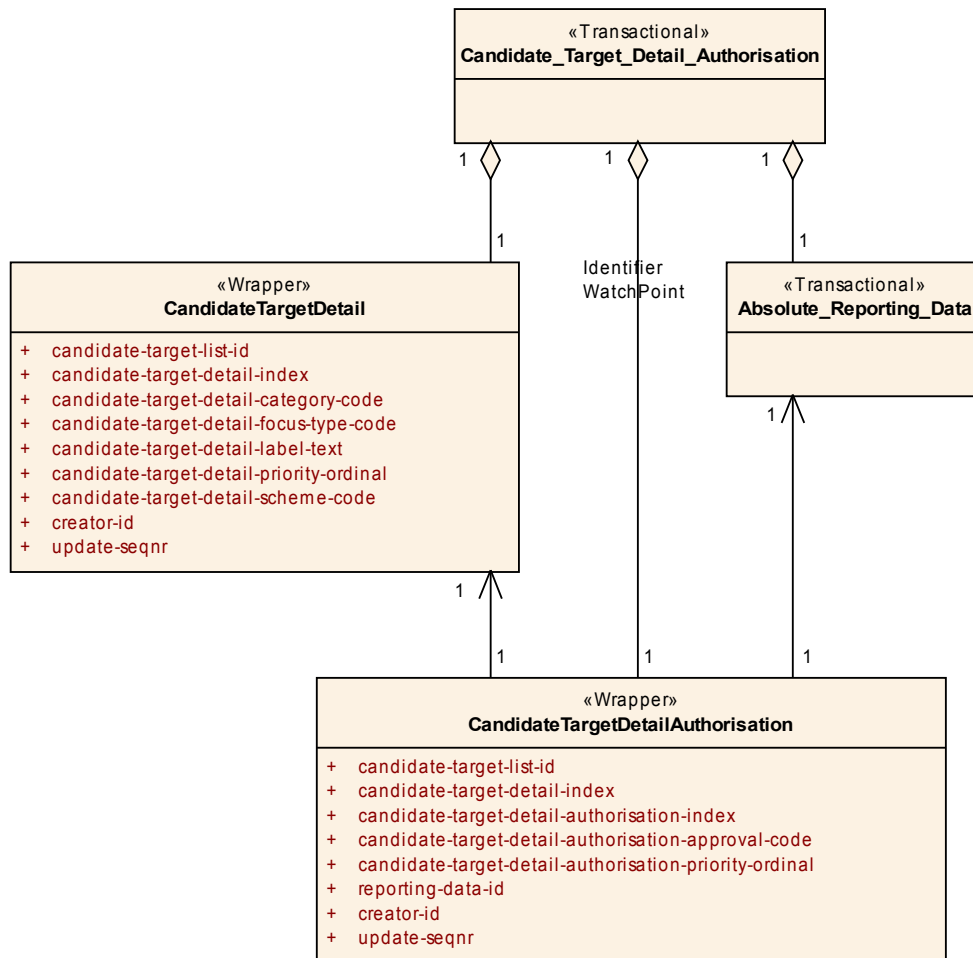 «Transactional»
Candidate_Target_Detail_Authorisation
1
1
1
1
Identifier
WatchPoint
1
«Wrapper»
CandidateTargetDetail
+ candidate-target-list-id
+ candidate-target-detail-index
+ candidate-target-detail-category-code
+ candidate-target-detail-focus-type-code
+ candidate-target-detail-label-text
+ candidate-target-detail-priority-ordinal
+ candidate-target-detail-scheme-code
+ creator-id
+ update-seqnr
«Transactional»
Absolute_Reporting_Data
1
1
1
1
1
«Wrapper»
CandidateTargetDetailAuthorisation
+ candidate-target-list-id
+ candidate-target-detail-index
+ candidate-target-detail-authorisation-index
+ candidate-target-detail-authorisation-approval-code
+ candidate-target-detail-authorisation-priority-ordinal
+ reporting-data-id
+ creator-id
+ update-seqnr